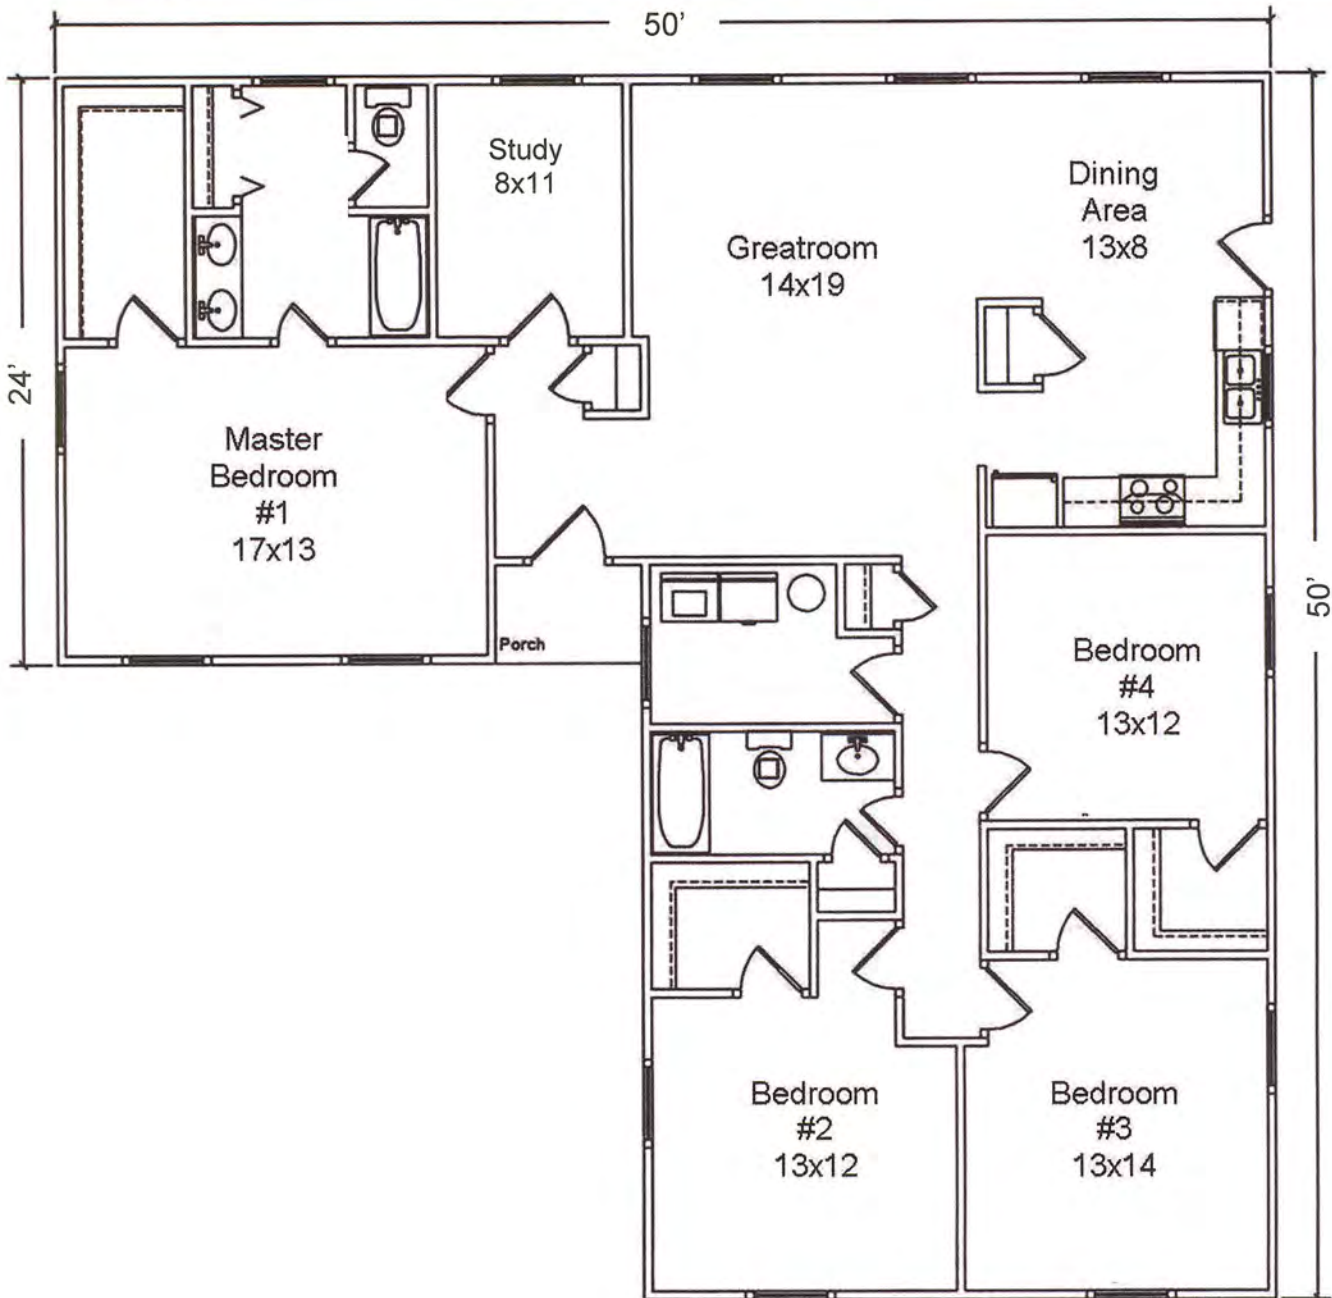 50'
Study
8x11
Dining
Area
13x8
Greatroom
14x19
24'
Master
Bedroom
#1
17x13
Porch
50'
Bedroom
#4
13x12
Bedroom
#2
13x12
Bedroom
#3
13x14